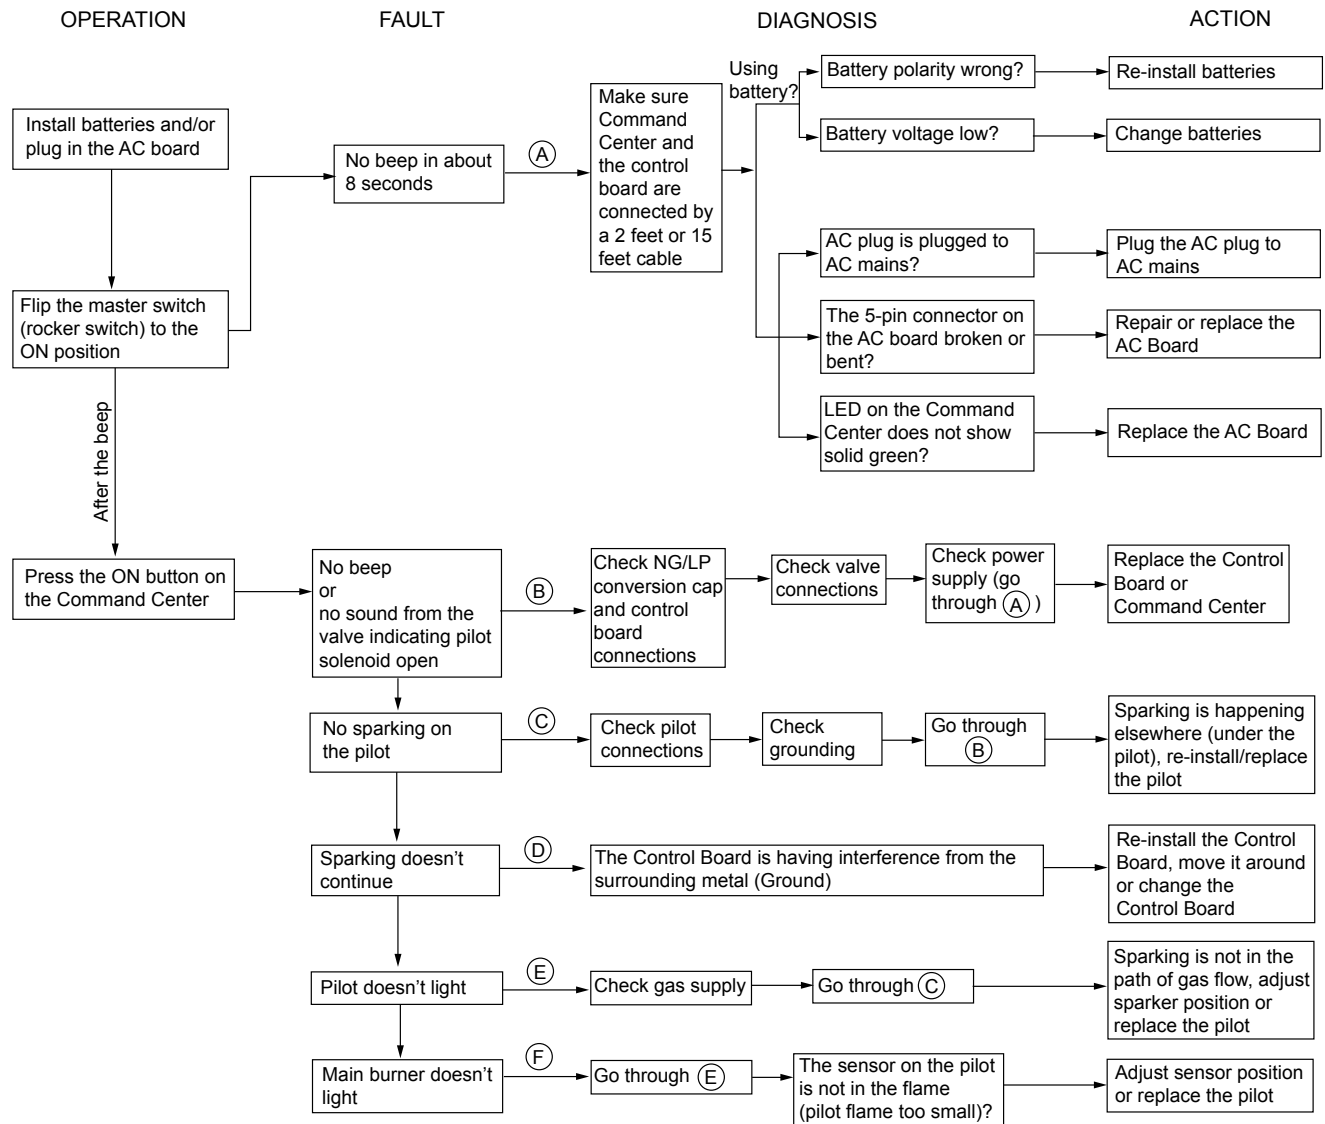 OPERATION
FAULT
DIAGNOSIS
ACTION
Install batteries and/or
plug in the AC board
Flip the master switch
(rocker switch) to the
ON position
After the beep
Press the ON button on
the Command Center
No beep in about
8 seconds
A
Make sure
Command
Center and
the control
board are
connected by
a 2 feet or 15
feet cable
Using
battery?
Battery polarity wrong?
Re-install batteries
Battery voltage low?
Change batteries
AC plug is plugged to
AC mains?
Plug the AC plug to
AC mains
The 5-pin connector on
the AC board broken or
bent?
Repair or replace the
AC Board
LED on the Command
Center does not show
solid green?
Replace the AC Board
No beep
or
no sound from the
valve indicating pilot
solenoid open
B
Check NG/LP
conversion cap
and control
board
connections
Check valve
connections
Check power
supply (go
through A )
Replace the Control
Board or
Command Center
No sparking on
the pilot
C
Check pilot
connections
Check
grounding
Go through
B
Sparking is happening
elsewhere (under the
pilot), re-install/replace
the pilot
Sparking doesn't
continue
D
The Control Board is having interference from the
surrounding metal (Ground)
Re-install the Control
Board, move it around
or change the
Control Board
Pilot doesn't light
E
Check gas supply
Go through C
Sparking is not in the
path of gas flow, adjust
sparker position or
replace the pilot
Main burner doesn't
light
F
Go through E
The sensor on the pilot
is not in the flame
(pilot flame too small)?
Adjust sensor position
or replace the pilot